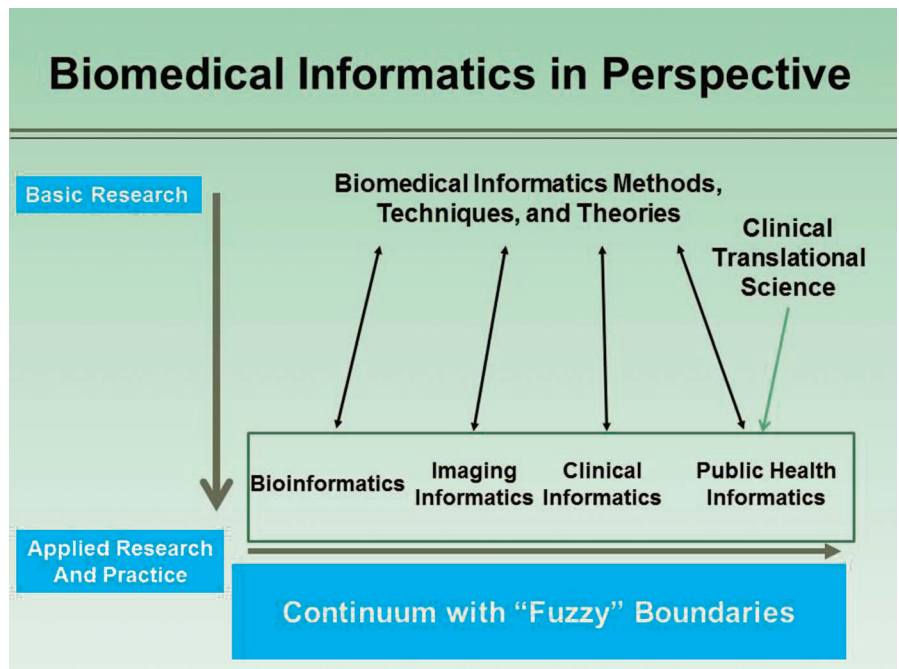 Biomedical Informatics in Perspective
Basic Research
Biomedical Informatics Methods,
Techniques, and Theories
Clinical
Translational
Science
Bioinformatics
Imaging
Informatics
Clinical
Informatics
Public Health
Informatics
Applied Research
And Practice
Continuum with “Fuzzy” Boundaries